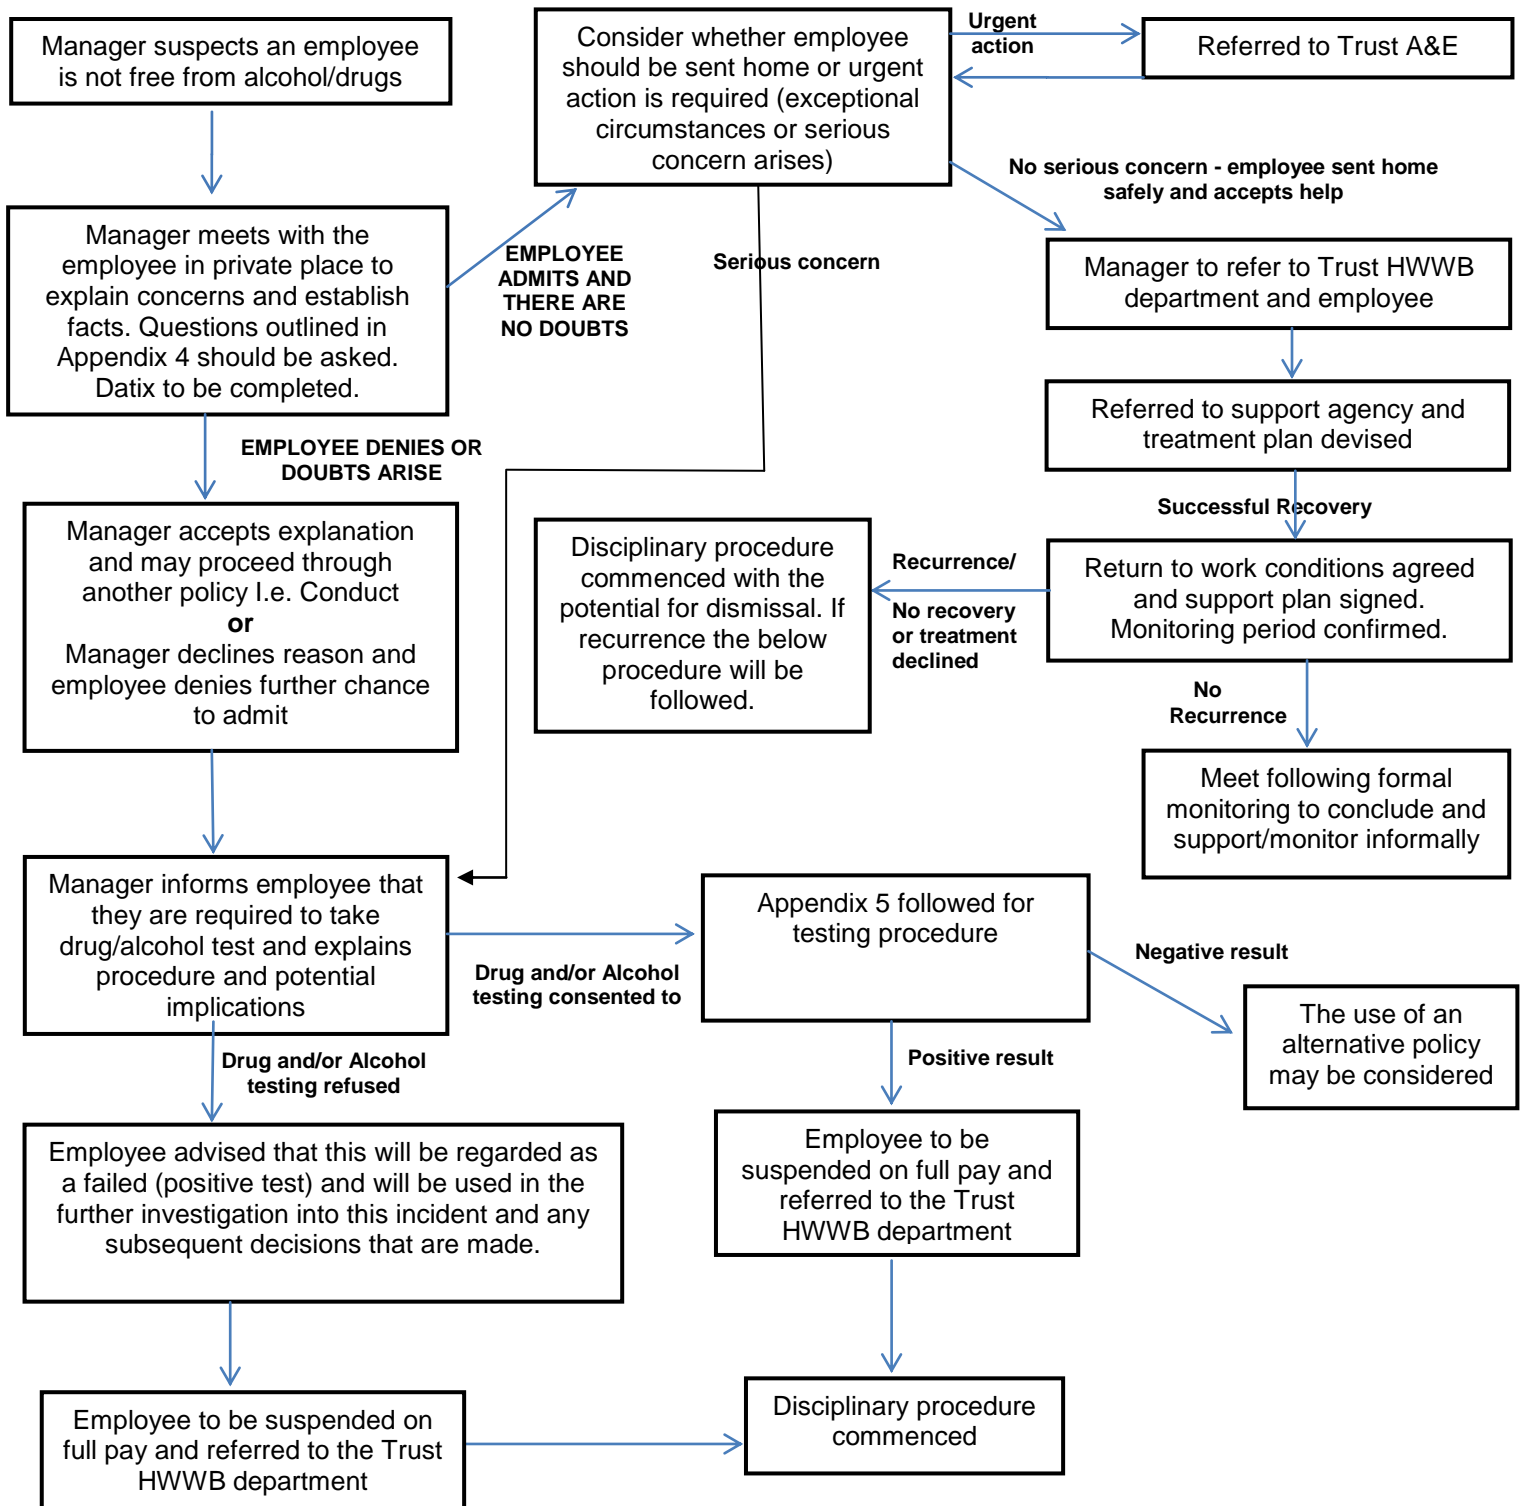 Manager suspects an employee
is not free from alcohol/drugs
Consider whether employee
should be sent home or urgent
action is required (exceptional
circumstances or serious
concern arises)
Urgent
action
Referred to Trust A&E
No serious concern - employee sent home
safely and accepts help
Manager meets with the
employee in private place to
explain concerns and establish
facts. Questions outlined in
Appendix 4 should be asked.
Datix to be completed.
EMPLOYEE
ADMITS AND
THERE ARE
NO DOUBTS
Serious concern
Manager to refer to Trust HWWB
department and employee
Referred to support agency and
treatment plan devised
EMPLOYEE DENIES OR
DOUBTS ARISE
Successful Recovery
Manager accepts explanation
and may proceed through
another policy I.e. Conduct
or
Manager declines reason and
employee denies further chance
to admit
Disciplinary procedure
commenced with the
potential for dismissal. If
recurrence the below
procedure will be
followed.
Recurrence/
No recovery
or treatment
declined
Return to work conditions agreed
and support plan signed.
Monitoring period confirmed.
No
Recurrence
Meet following formal
monitoring to conclude and
support/monitor informally
Manager informs employee that
they are required to take
drug/alcohol test and explains
procedure and potential
implications
Drug and/or Alcohol
testing consented to
Appendix 5 followed for
testing procedure
Negative result
The use of an
alternative policy
may be considered
Drug and/or Alcohol
testing refused
Positive result
Employee advised that this will be regarded as
a failed (positive test) and will be used in the
further investigation into this incident and any
subsequent decisions that are made.
Employee to be
suspended on full pay and
referred to the Trust
HWWB department
Employee to be suspended on
full pay and referred to the Trust
HWWB department
Disciplinary procedure
commenced